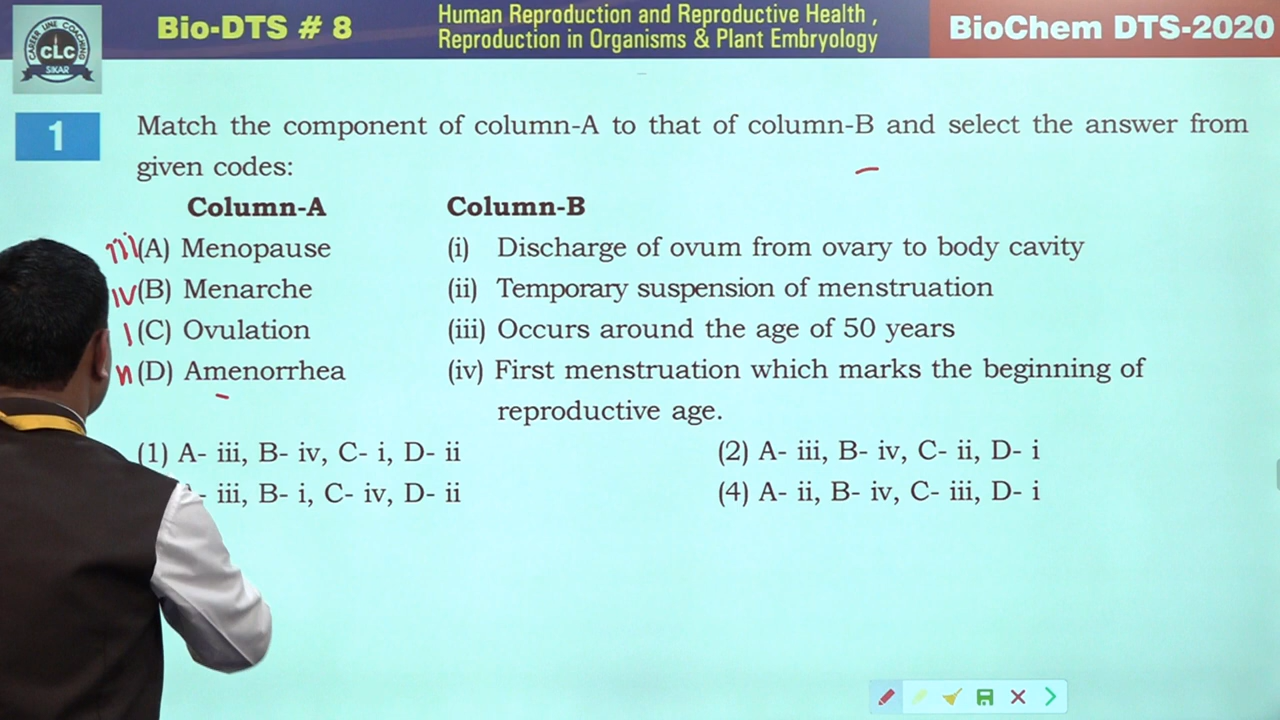 CAREER LINE COACHING
CLC
SIKAR
Bio-DTS # 8
Human Reproduction and Reproductive Health ,
Reproduction in Organisms & Plant Embryology
BioChem DTS-2020
1
Match the component of column-A to that of column-B and select the answer from
given codes:
Column-A Column-B
iii (A) Menopause (i) Discharge of ovum from ovary to body cavity
iv (B) Menarche (ii) Temporary suspension of menstruation
i (C) Ovulation (iii) Occurs around the age of 50 years
ii (D) Amenorrhea (iv) First menstruation which marks the beginning of
reproductive age.
(1) A- iii, B- iv, C- i, D- ii (2) A- iii, B- iv, C- ii, D- i
- iii, B- i, C- iv, D- ii (4) A- ii, B- iv, C- iii, D- i